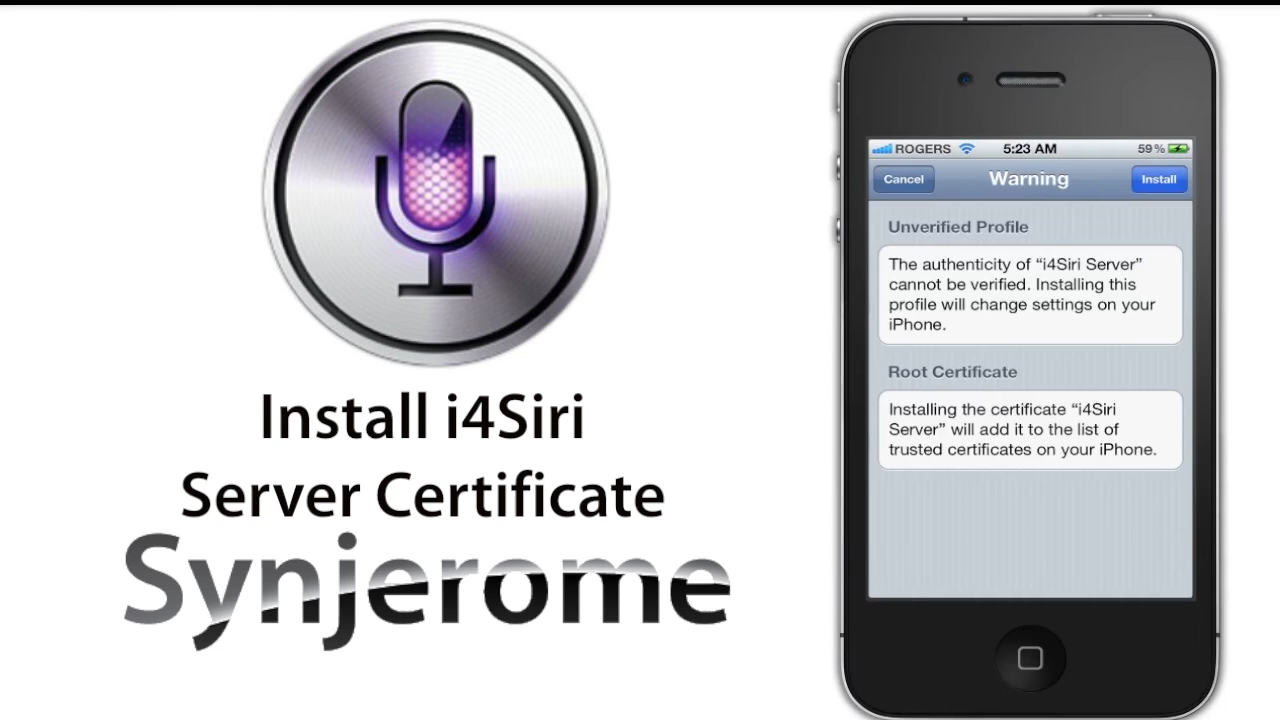 Install i4Siri
Server Certificate
Synjerome
ROGERS 5:23 AM 59%
Cancel Warning Install
Unverified Profile
The authenticity of “i4Siri Server”
cannot be verified. Installing this
profile will change settings on your
iPhone.
Root Certificate
Installing the certificate “i4Siri
Server” will add it to the list of
trusted certificates on your iPhone.